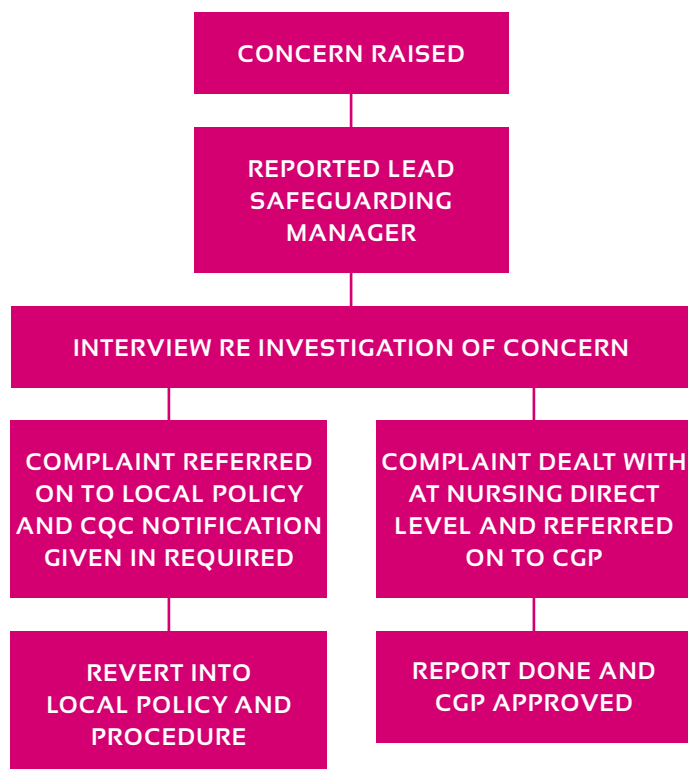 CONCERN RAISED
REPORTED LEAD
SAFEGUARDING
MANAGER
INTERVIEW RE INVESTIGATION OF CONCERN
COMPLAINT REFERRED
ON TO LOCAL POLICY
AND CQC NOTIFICATION
GIVEN IN REQUIRED
COMPLAINT DEALT WITH
AT NURSING DIRECT
LEVEL AND REFERRED
ON TO CGP
REVERT INTO
LOCAL POLICY AND
PROCEDURE
REPORT DONE AND
CGP APPROVED